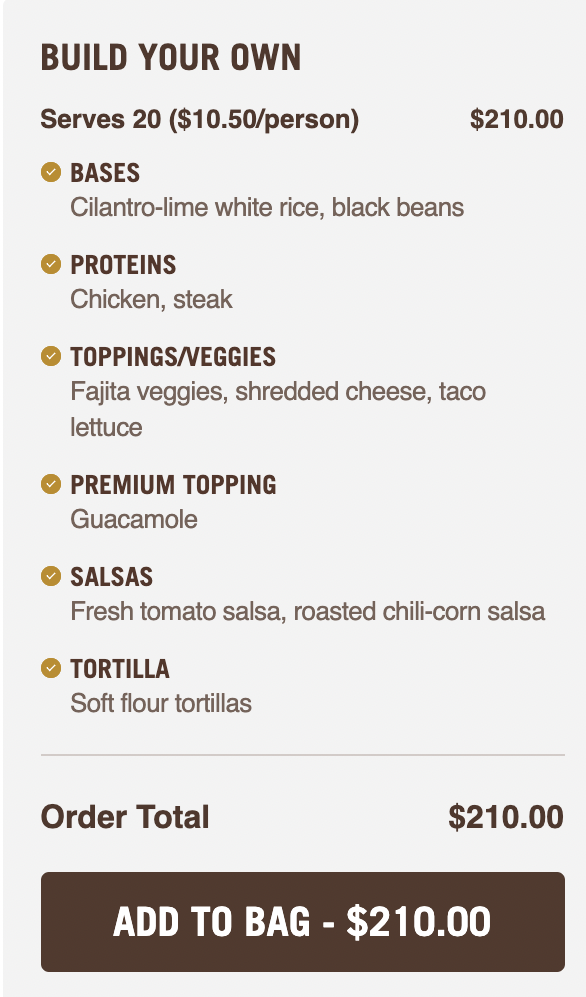 BUILD YOUR OWN
Serves 20 ($10.50/person) $210.00
BASES
Cilantro-lime white rice, black beans
PROTEINS
Chicken, steak
TOPPINGS/VEGGIES
Fajita veggies, shredded cheese, taco
lettuce
PREMIUM TOPPING
Guacamole
SALSAS
Fresh tomato salsa, roasted chili-corn salsa
TORTILLA
Soft flour tortillas
Order Total $210.00
ADD TO BAG - $210.00